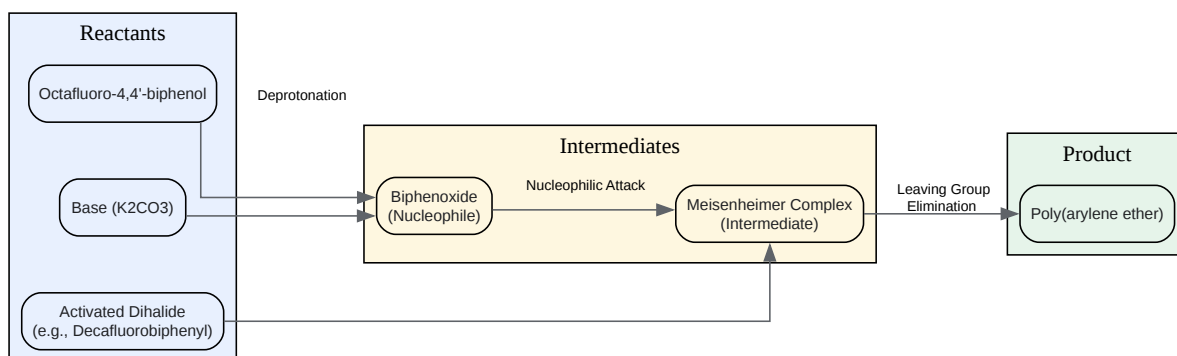 Reactants
Octafluoro-4,4'-biphenol
Deprotonation
Base (K2CO3)
Activated Dihalide
(e.g., Decafluorobiphenyl)
Intermediates
Biphenoxide
(Nucleophile)
Nucleophilic Attack
Meisenheimer Complex
(Intermediate)
Leaving Group
Elimination
Product
Poly(arylene ether)